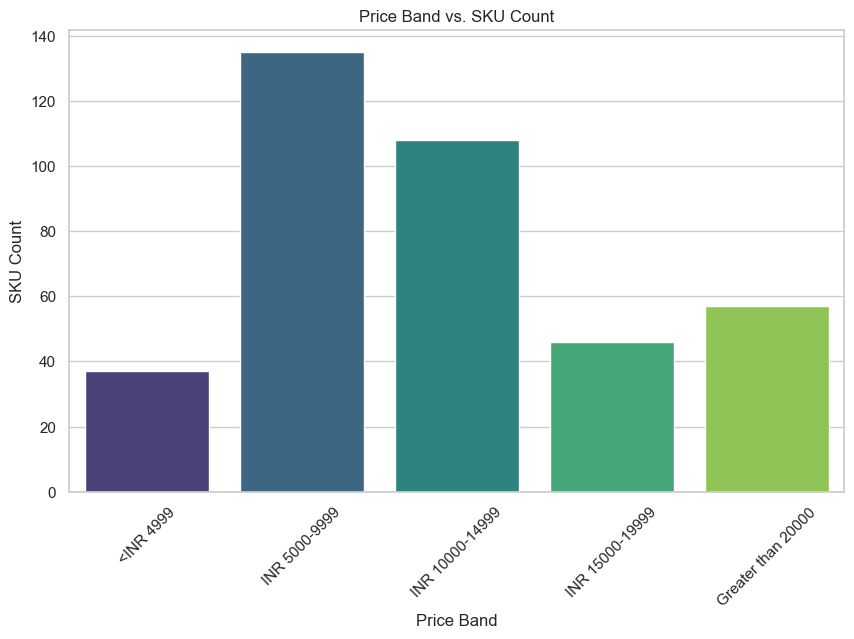 Price Band vs. SKU Count
SKU Count
140
120
100
80
60
40
20
0
<INR 4999
INR 5000-9999
INR 10000-14999
INR 15000-19999
Greater than 20000
Price Band